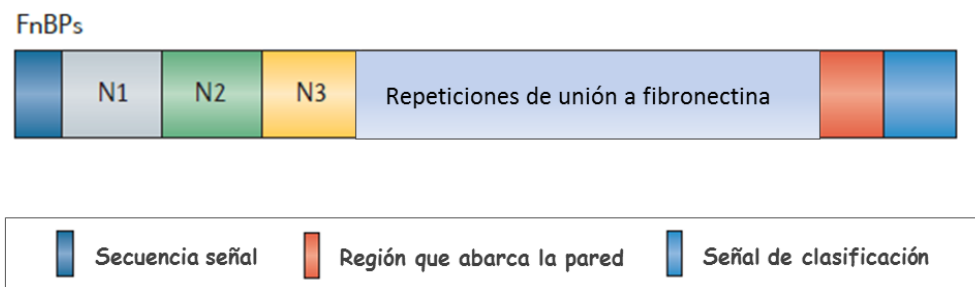 FnBPs
N1 N2 N3 Repeticiones de unión a fibronectina
Secuencia señal Región que abarca la pared Señal de clasificación